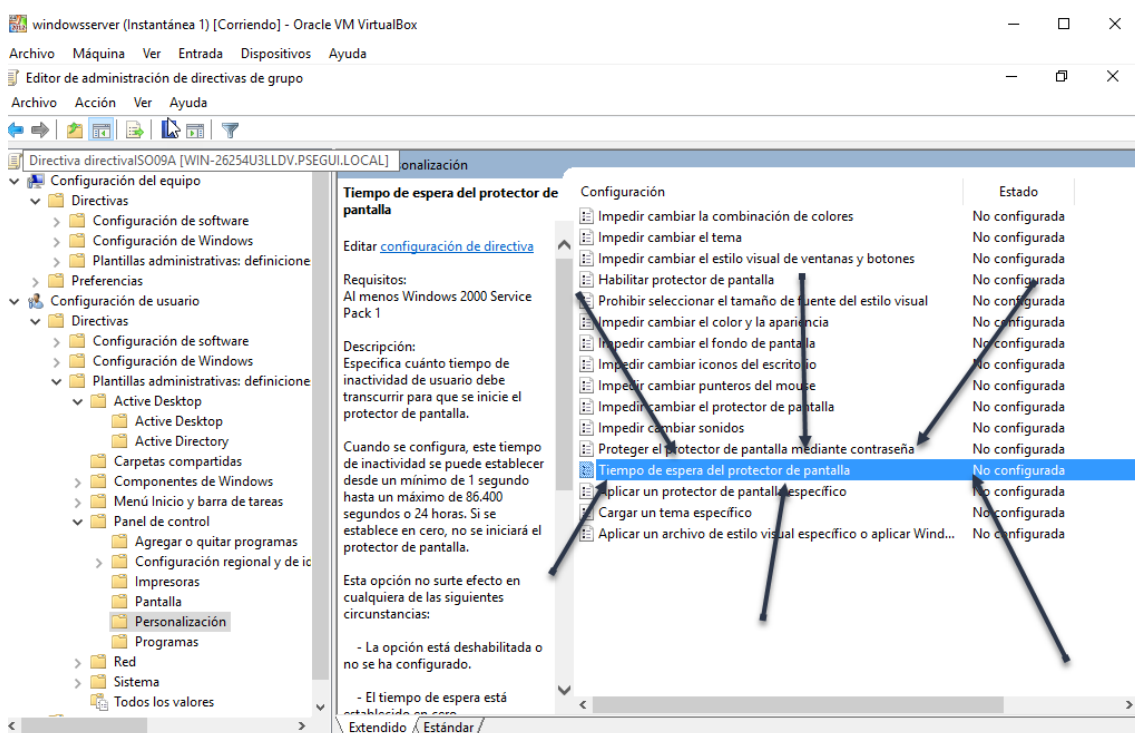 windowsserver (Instantánea 1) [Corriendo] - Oracle VM VirtualBox
Archivo Máquina Ver Entrada Dispositivos Ayuda
Editor de administración de directivas de grupo
Archivo Acción Ver Ayuda
Directiva directivaISO09A [WIN-26254U3LLDV.PSEGUI.LOCAL]
Configuración del equipo
Directivas
Configuración de software
Configuración de Windows
Plantillas administrativas: definicione
Preferencias
Configuración de usuario
Directivas
Configuración de software
Configuración de Windows
Plantillas administrativas: definicione
Active Desktop
Active Desktop
Active Directory
Carpetas compartidas
Componentes de Windows
Menú Inicio y barra de tareas
Panel de control
Agregar o quitar programas
Configuración regional y de id
Impresoras
Pantalla
Personalización
Programas
Red
Sistema
Todos los valores
onalización
Tiempo de espera del protector de
pantalla
Editar configuración de directiva
Requisitos:
Al menos Windows 2000 Service
Pack 1
Descripción:
Especifica cuánto tiempo de
inactividad de usuario debe
transcurrir para que se inicie el
protector de pantalla.
Cuando se configura, este tiempo
de inactividad se puede establecer
desde un mínimo de 1 segundo
hasta un máximo de 86.400
segundos o 24 horas. Si se
establece en cero, no se iniciará el
protector de pantalla.
Esta opción no surte efecto en
cualquiera de las siguientes
circunstancias:
- La opción está deshabilitada o
no se ha configurado.
- El tiempo de espera está
establecido en cero.
Configuración Estado
Impedir cambiar la combinación de colores No configurada
Impedir cambiar el tema No configurada
Impedir cambiar el estilo visual de ventanas y botones No configurada
Habilitar protector de pantalla No configurada
Prohibir seleccionar el tamaño de fuente del estilo visual No configurada
Impedir cambiar el color y la apariencia No configurada
Impedir cambiar el fondo de pantalla No configurada
Impedir cambiar iconos del escritorio No configurada
Impedir cambiar punteros del mouse No configurada
Impedir cambiar el protector de pantalla No configurada
Impedir cambiar sonidos No configurada
Proteger el protector de pantalla mediante contraseña No configurada
Tiempo de espera del protector de pantalla No configurada
Aplicar un protector de pantalla específico No configurada
Cargar un tema específico No configurada
Aplicar un archivo de estilo visual específico o aplicar Wind... No configurada
Extendido Estándar